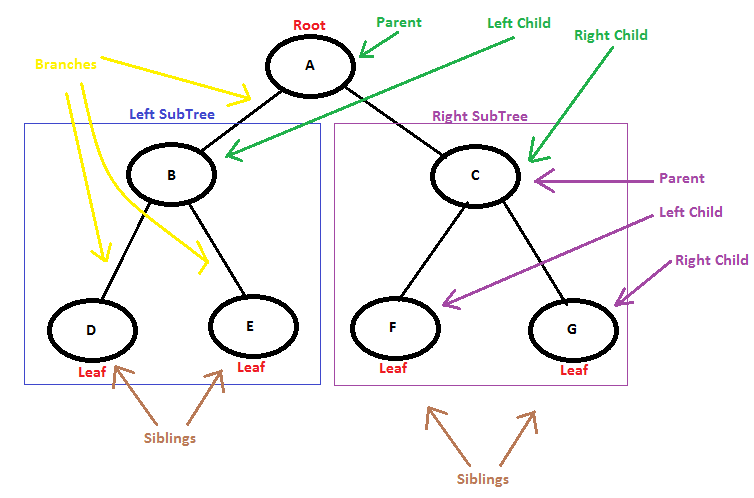 Root
Parent
Left Child
Right Child
Branches
A
Left SubTree
Right SubTree
B
C
Parent
Left Child
Right Child
D
E
F
G
Leaf
Leaf
Leaf
Leaf
Siblings
Siblings